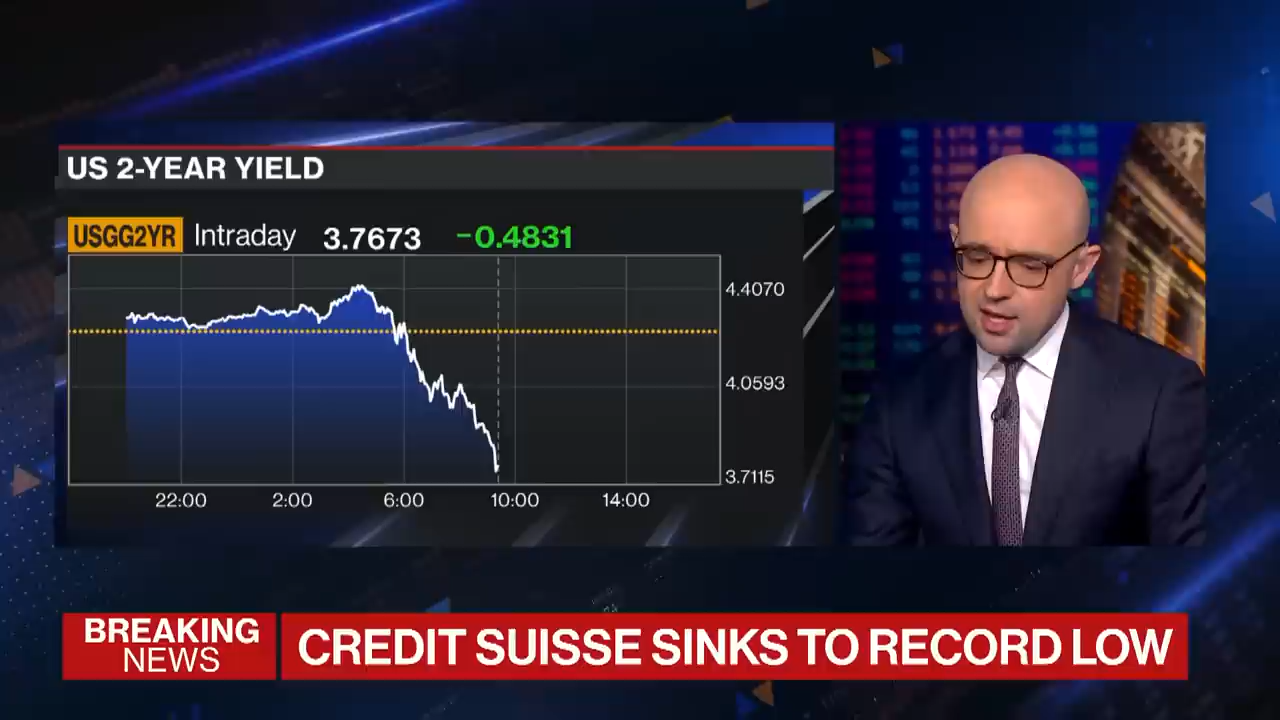 US 2-YEAR YIELD
USGG2YR Intraday 3.7673 -0.4831
4.4070
4.0593
3.7115
22:00 2:00 6:00 10:00 14:00
BREAKING
NEWS
CREDIT SUISSE SINKS TO RECORD LOW